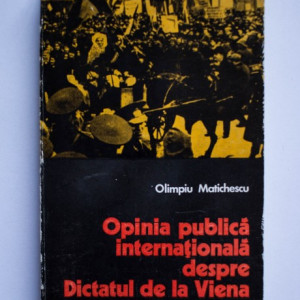 Olimpiu Matichescu
Opinia publică
internațională
despre
Dictatul de la Viena